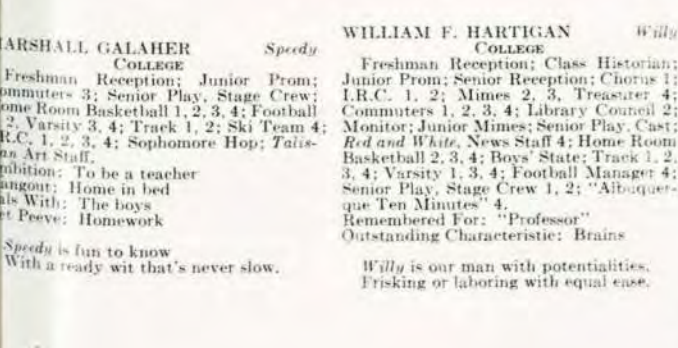 ARSHALL GALAHER Speedy
COLLEGE
Freshman Reception; Junior Prom;
ommuters 3; Senior Play, Stage Crew;
ome Room Basketball 1, 2, 3, 4; Football
2, Varsity 3, 4; Track 1, 2; Ski Team 4;
R.C. 1, 2, 3, 4; Sophomore Hop; Talis-
an Art Staff.
mbition: To be a teacher
angout: Home in bed
als With: The boys
et Peeve: Homework
Speedy is fun to know
With a ready wit that's never slow.
WILLIAM F. HARTIGAN Willy
COLLEGE
Freshman Reception; Class Historian;
Junior Prom; Senior Reception; Chorus 1;
I.R.C. 1, 2; Mimes 2, 3, Treasurer 4;
Commuters 1, 2, 3, 4; Library Council 2;
Monitor; Junior Mimes; Senior Play, Cast;
Red and White, News Staff 4; Home Room
Basketball 2, 3, 4; Boys' State; Track 1, 2,
3, 4; Varsity 1, 3, 4; Football Manager 4;
Senior Play, Stage Crew 1, 2; "Albuquer-
que Ten Minutes" 4.
Remembered For: "Professor"
Outstanding Characteristic: Brains
Willy is our man with potentialities,
Frisking or laboring with equal ease.